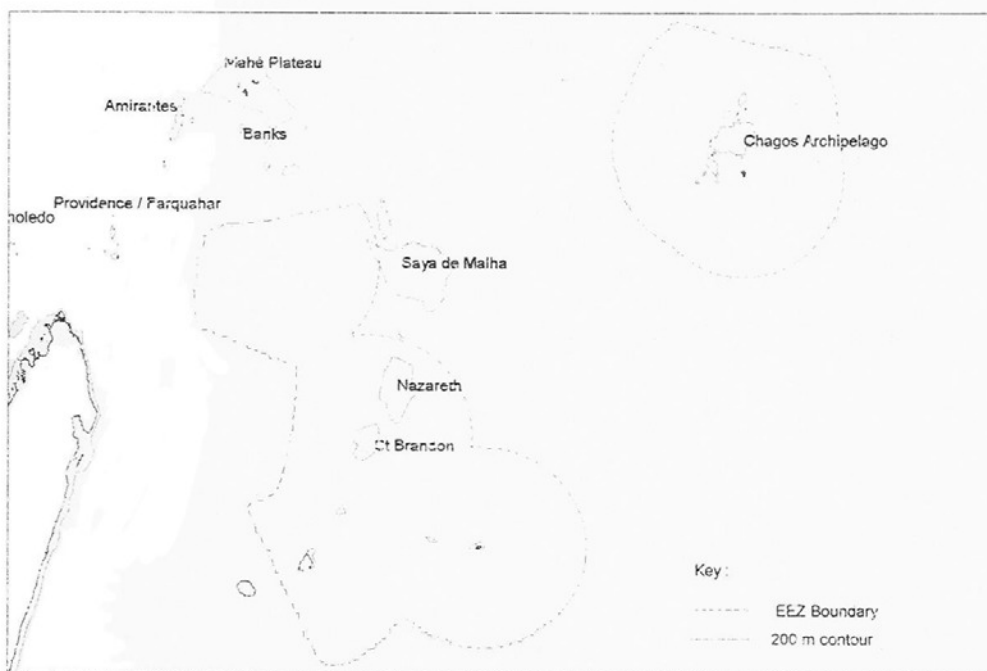 Mahé Plateau
Amirantes
Banks
Chagos Archipelago
Providence / Farquahar
noledo
Saya de Malha
Nazareth
St Brandon
Key :
EEZ Boundary
200 m contour